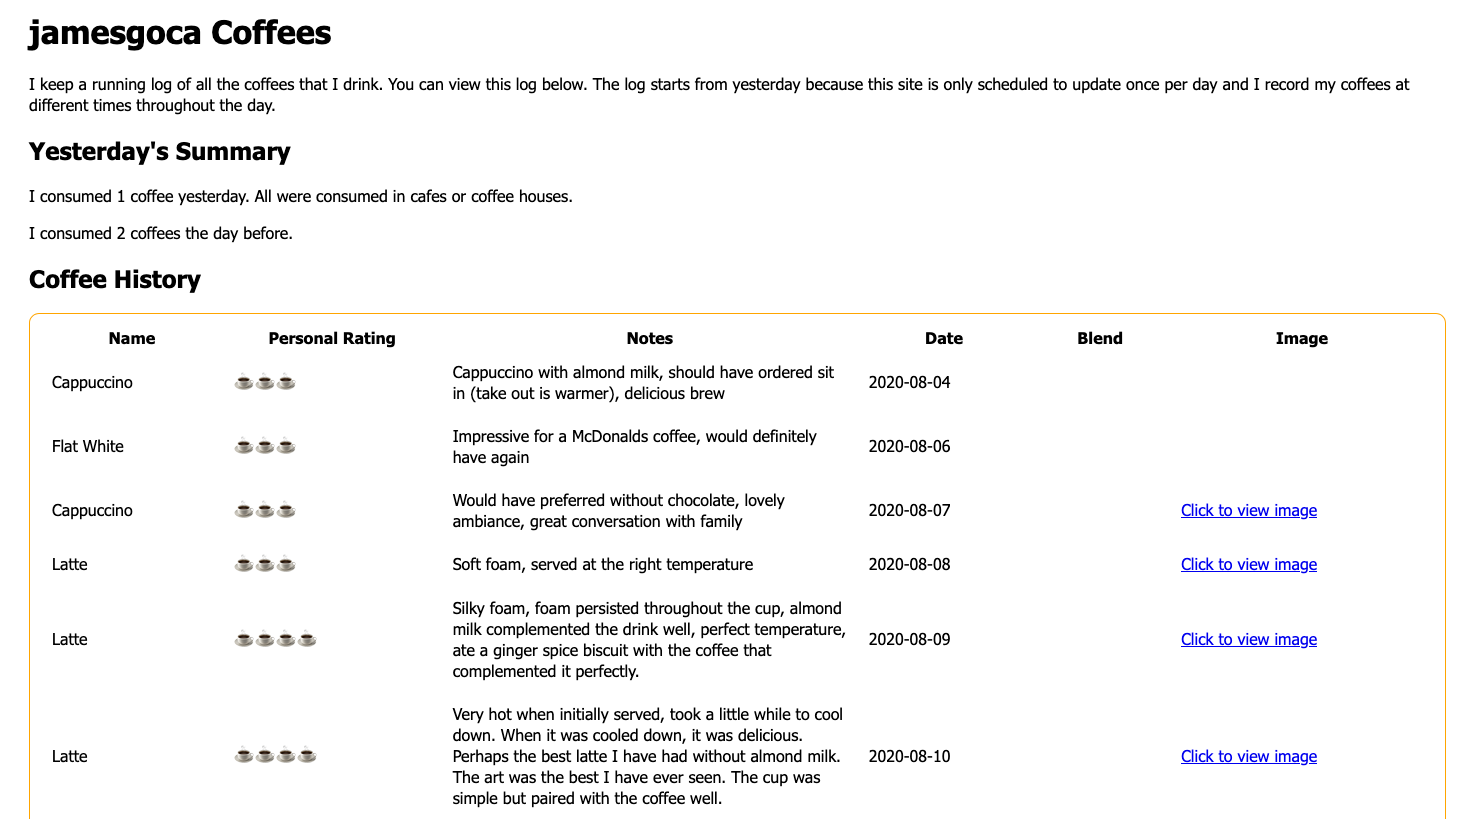 jamesgoca Coffees
I keep a running log of all the coffees that I drink. You can view this log below. The log starts from yesterday because this site is only scheduled to update once per day and I record my coffees at
different times throughout the day.
Yesterday's Summary
I consumed 1 coffee yesterday. All were consumed in cafes or coffee houses.
I consumed 2 coffees the day before.
Coffee History
Name Personal Rating Notes Date Blend Image
Cappuccino Cappuccino with almond milk, should have ordered sit 2020-08-04
in (take out is warmer), delicious brew
Flat White Impressive for a McDonalds coffee, would definitely 2020-08-06
have again
Cappuccino Would have preferred without chocolate, lovely 2020-08-07 Click to view image
ambiance, great conversation with family
Latte Soft foam, served at the right temperature 2020-08-08 Click to view image
Latte Silky foam, foam persisted throughout the cup, almond 2020-08-09 Click to view image
milk complemented the drink well, perfect temperature,
ate a ginger spice biscuit with the coffee that
complemented it perfectly.
Latte Very hot when initially served, took a little while to cool 2020-08-10 Click to view image
down. When it was cooled down, it was delicious.
Perhaps the best latte I have had without almond milk.
The art was the best I have ever seen. The cup was
simple but paired with the coffee well.